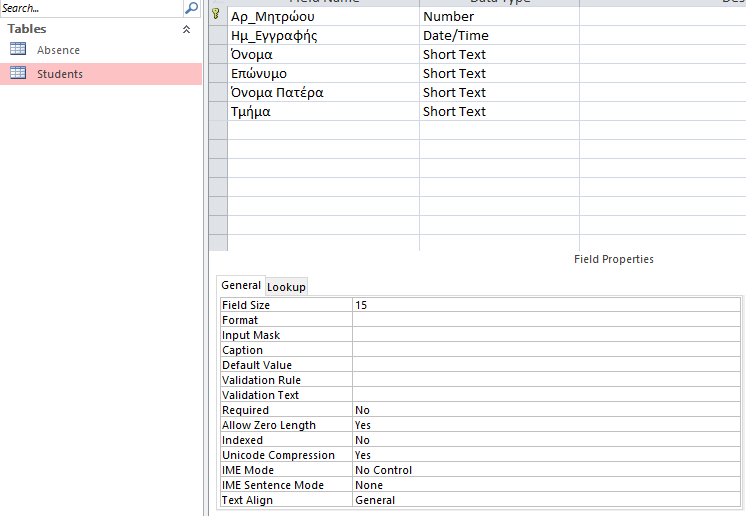 Search...
Tables
Absence
Students
Field Name Data Type Des
Αρ_Μητρώου Number
Ημ_Εγγραφής Date/Time
Όνομα Short Text
Επώνυμο Short Text
Όνομα Πατέρα Short Text
Τμήμα Short Text
Field Properties
General Lookup
Field Size 15
Format
Input Mask
Caption
Default Value
Validation Rule
Validation Text
Required No
Allow Zero Length Yes
Indexed No
Unicode Compression Yes
IME Mode No Control
IME Sentence Mode None
Text Align General